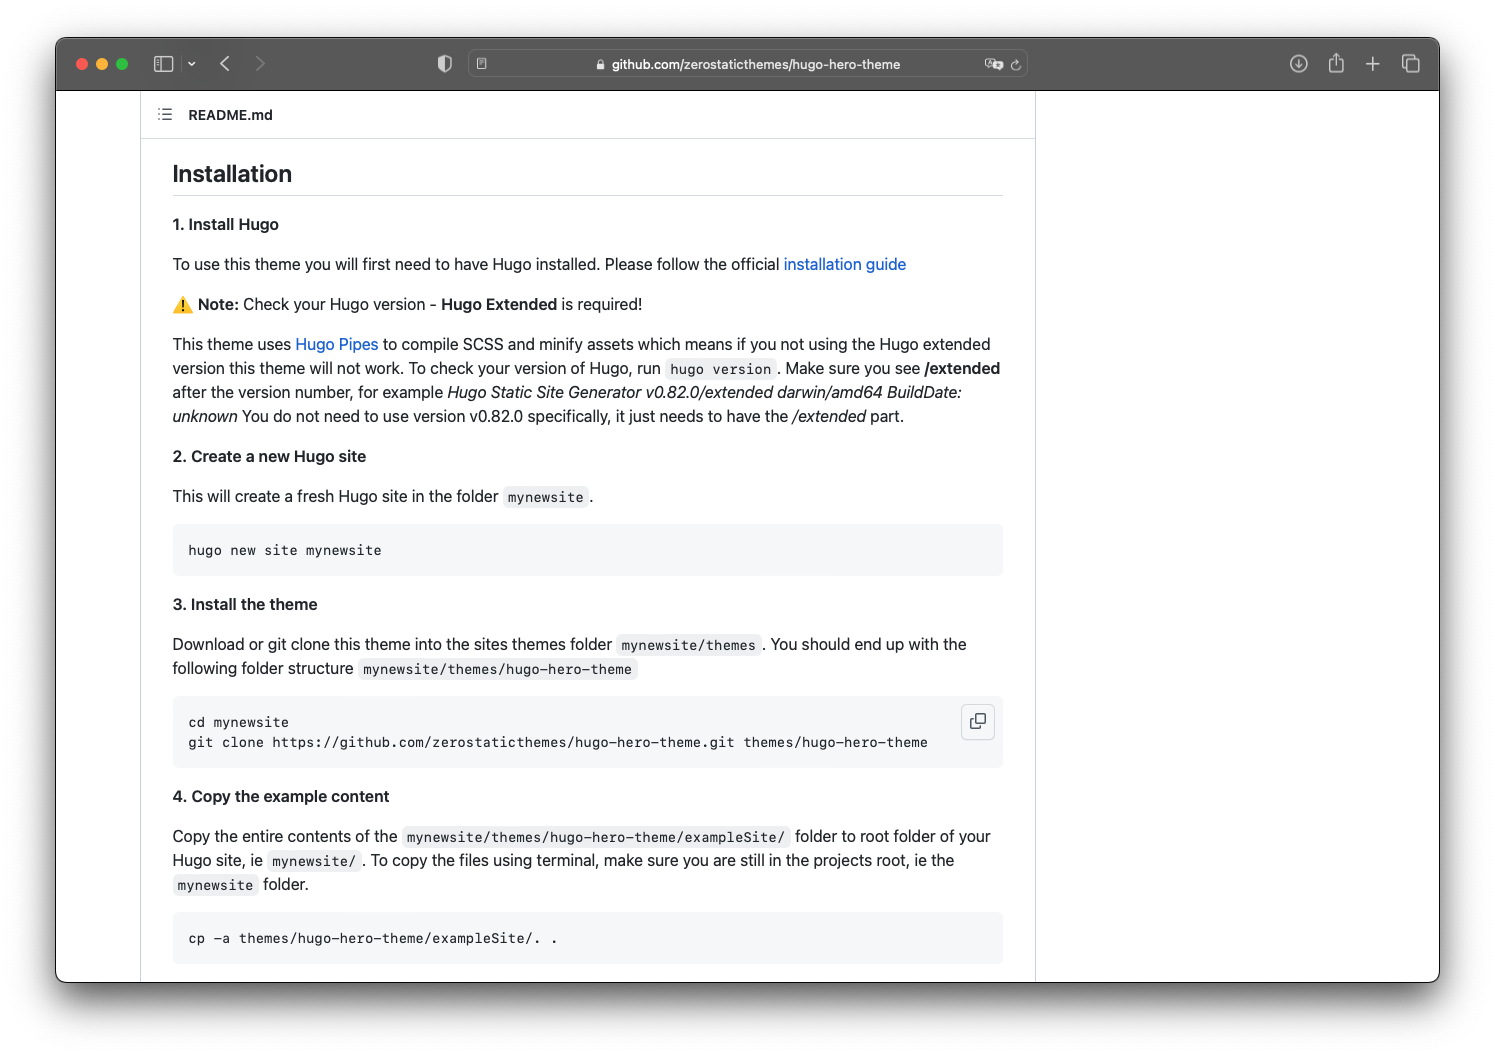 github.com/zerostaticthemes/hugo-hero-theme
README.md
Installation
1. Install Hugo
To use this theme you will first need to have Hugo installed. Please follow the official installation guide
⚠️ Note: Check your Hugo version - Hugo Extended is required!
This theme uses Hugo Pipes to compile SCSS and minify assets which means if you not using the Hugo extended
version this theme will not work. To check your version of Hugo, run hugo version. Make sure you see /extended
after the version number, for example Hugo Static Site Generator v0.82.0/extended darwin/amd64 BuildDate:
unknown You do not need to use version v0.82.0 specifically, it just needs to have the /extended part.
2. Create a new Hugo site
This will create a fresh Hugo site in the folder mynewsite.
hugo new site mynewsite
3. Install the theme
Download or git clone this theme into the sites themes folder mynewsite/themes. You should end up with the
following folder structure mynewsite/themes/hugo-hero-theme
cd mynewsite
git clone https://github.com/zerostaticthemes/hugo-hero-theme.git themes/hugo-hero-theme
4. Copy the example content
Copy the entire contents of the mynewsite/themes/hugo-hero-theme/exampleSite/ folder to root folder of your
Hugo site, ie mynewsite/. To copy the files using terminal, make sure you are still in the projects root, ie the
mynewsite folder.
cp -a themes/hugo-hero-theme/exampleSite/. .